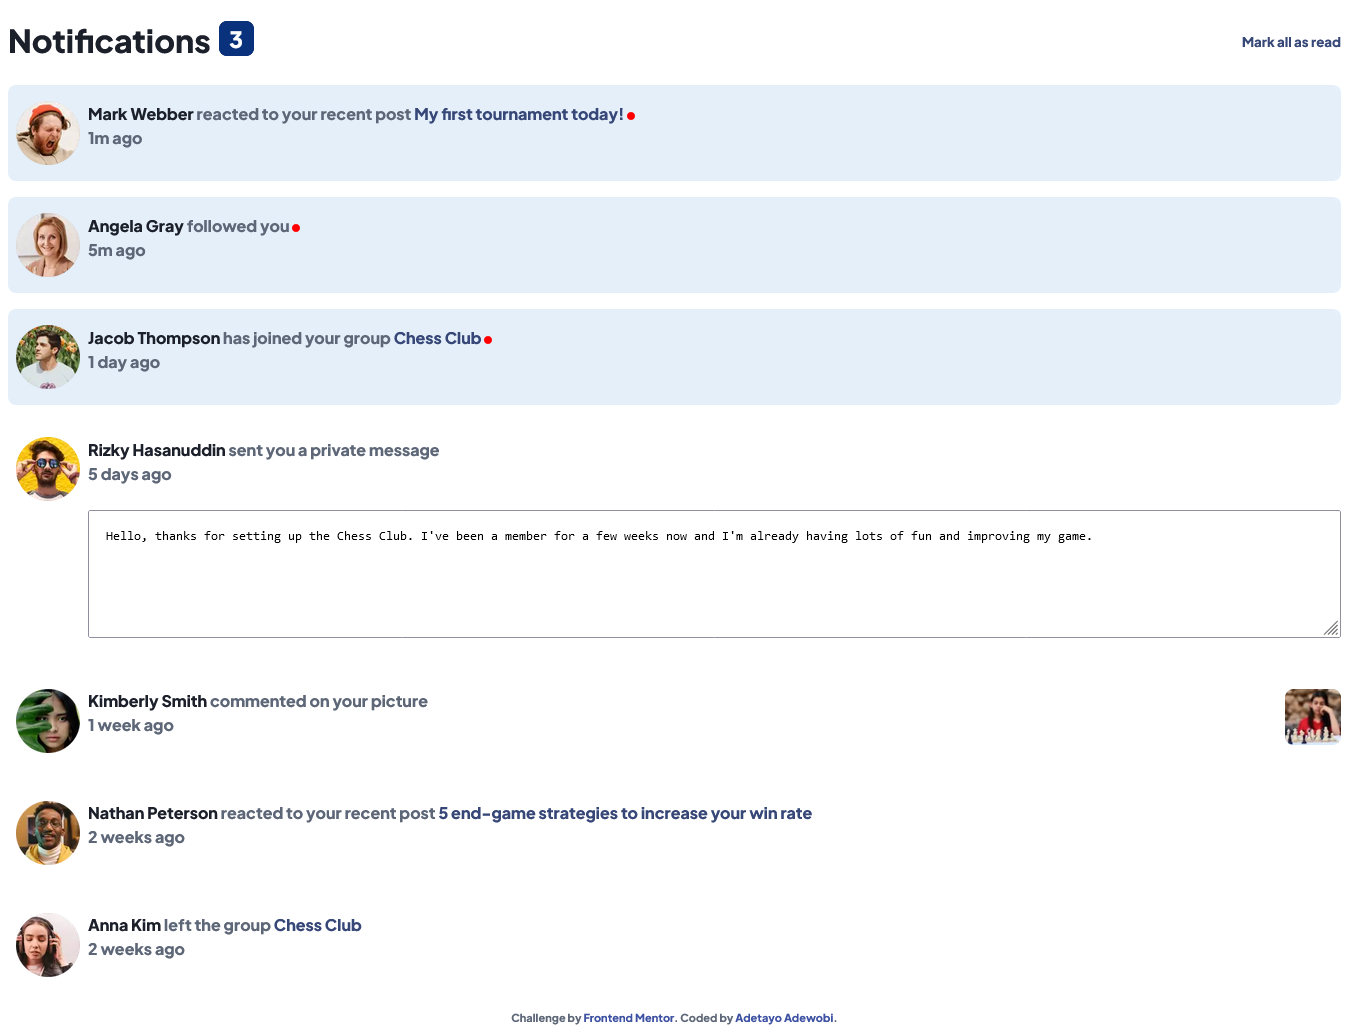 Notifications 3
Mark all as read
Mark Webber reacted to your recent post My first tournament today!
1m ago
Angela Gray followed you
5m ago
Jacob Thompson has joined your group Chess Club
1 day ago
Rizky Hasanuddin sent you a private message
5 days ago
Hello, thanks for setting up the Chess Club. I've been a member for a few weeks now and I'm already having lots of fun and improving my game.
Kimberly Smith commented on your picture
1 week ago
Nathan Peterson reacted to your recent post 5 end-game strategies to increase your win rate
2 weeks ago
Anna Kim left the group Chess Club
2 weeks ago
Challenge by Frontend Mentor. Coded by Adetayo Adewobi.